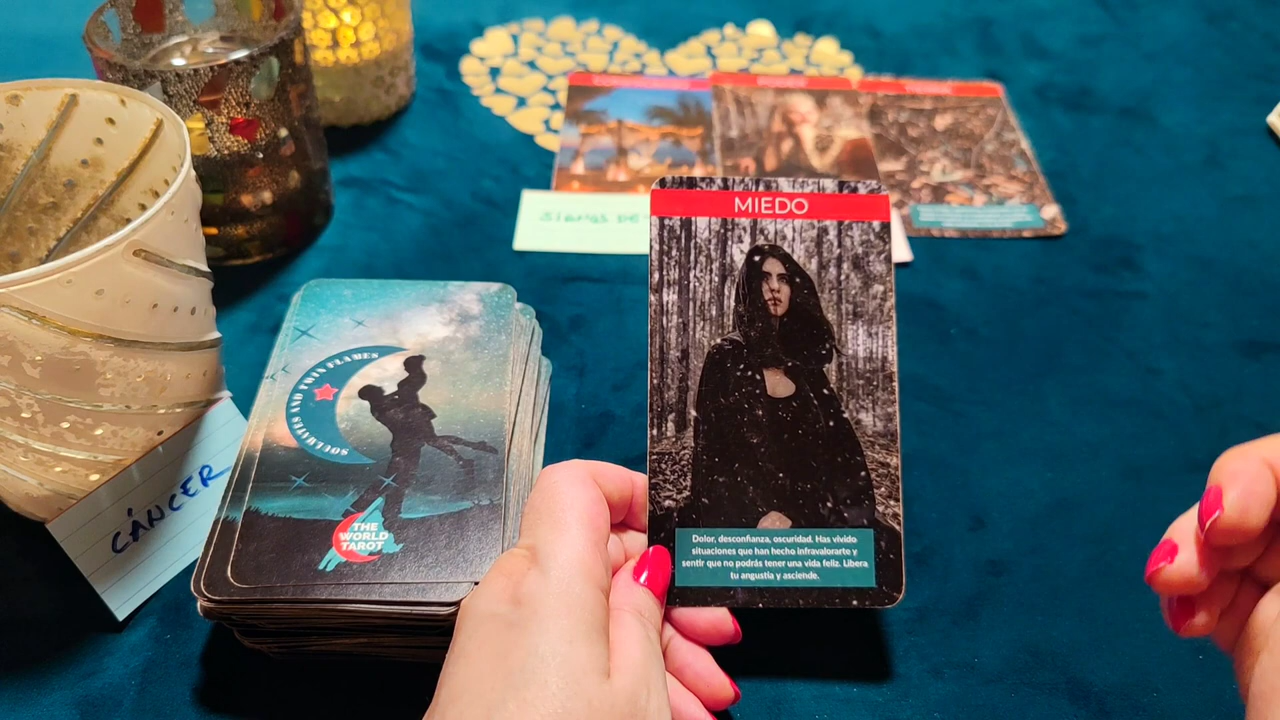 MIEDO
SOULMATES AND TWIN FLAMES
THE
WORLD
TAROT
CÁNCER
Dolor, desconfianza, oscuridad. Has vivido
situaciones que han hecho infravalorarte y
sentir que no podrás tener una vida feliz. Libera
tu angustia y asciende.